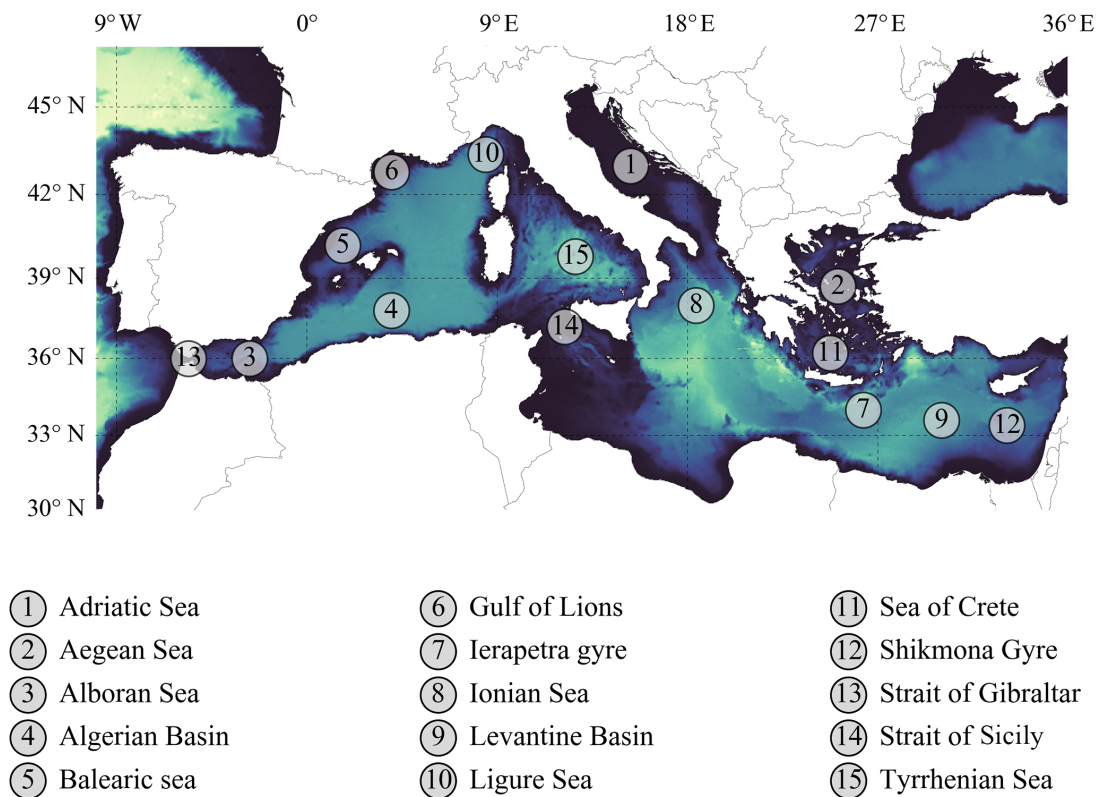 9° W 0° 9° E 18° E 27° E 36° E
45° N
10
1
6
42° N
5
15
39° N
2
8
4
14
36° N
13
3
11
7
9
12
33° N
30° N
1 Adriatic Sea
2 Aegean Sea
3 Alboran Sea
4 Algerian Basin
5 Balearic sea
6 Gulf of Lions
7 Ierapetra gyre
8 Ionian Sea
9 Levantine Basin
10 Ligure Sea
11 Sea of Crete
12 Shikmona Gyre
13 Strait of Gibraltar
14 Strait of Sicily
15 Tyrrhenian Sea